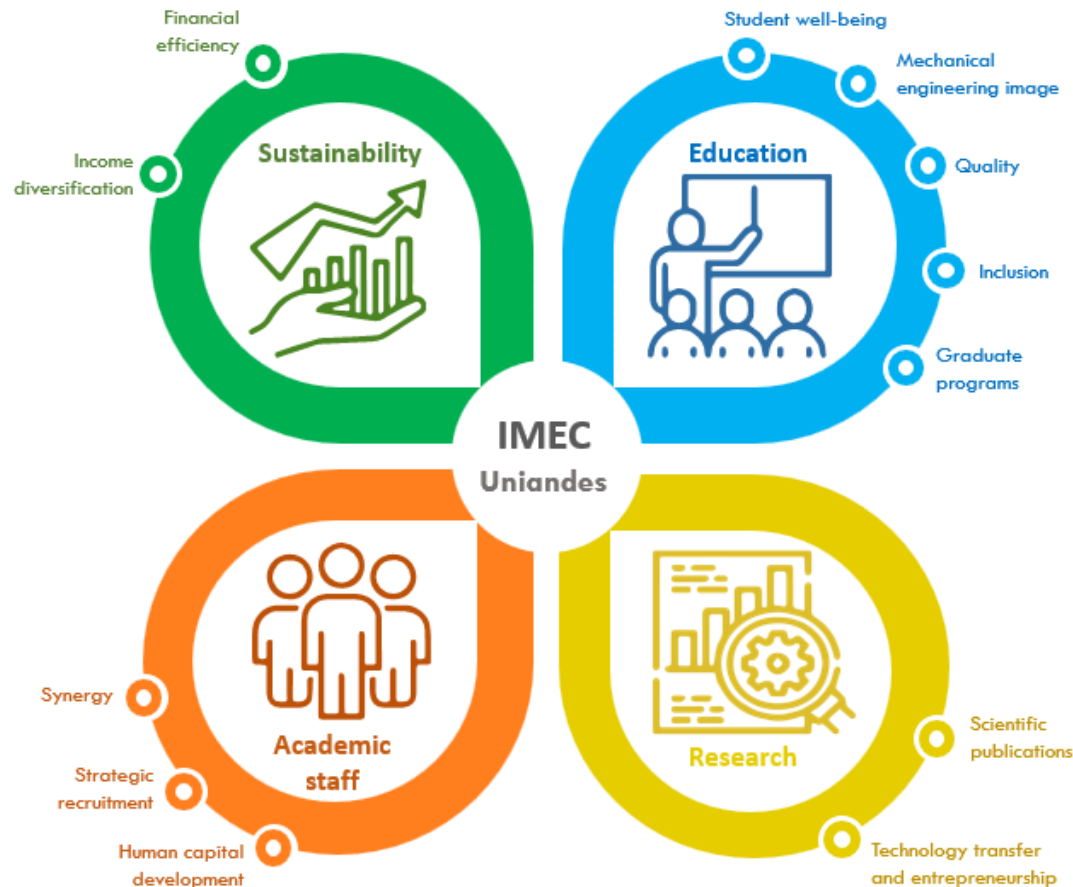 Financial
efficiency
Income
diversification
Sustainability
Student well-being
Mechanical
engineering image
Quality
Inclusion
Graduate
programs
Education
IMEC
Uniandes
Synergy
Strategic
recruitment
Human capital
development
Academic
staff
Research
Scientific
publications
Technology transfer
and entrepreneurship